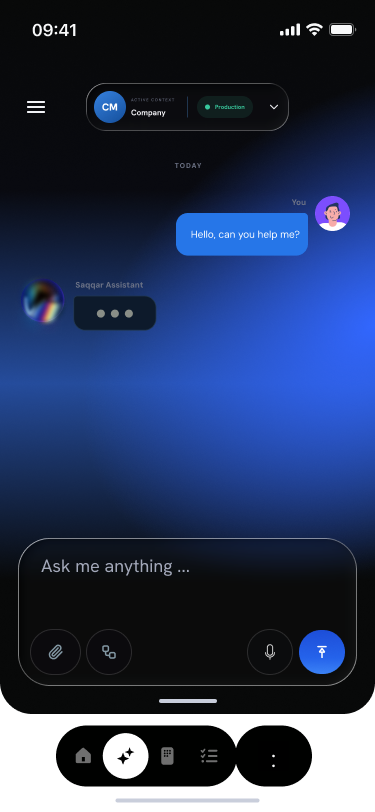 09:41
CM
ACTIVE CONTEXT
Company
Production
TODAY
You
Hello, can you help me?
Saqqar Assistant
Ask me anything ...